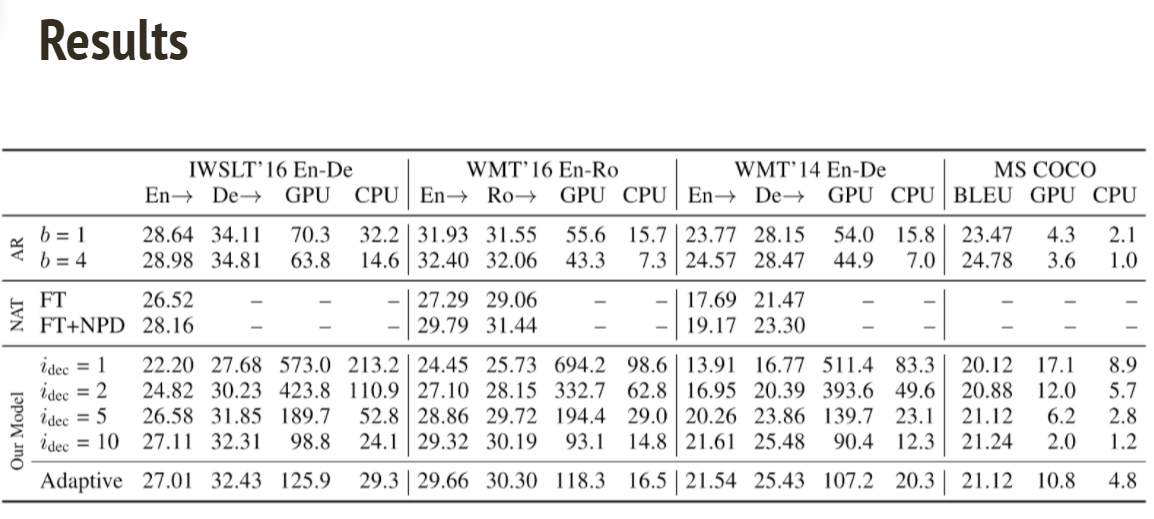 Results
IWSLT'16 En-De WMT'16 En-Ro WMT'14 En-De MS COCO
En→ De→ GPU CPU En→ Ro→ GPU CPU En→ De→ GPU CPU BLEU GPU CPU
AR
b = 1 28.64 34.11 70.3 32.2 31.93 31.55 55.6 15.7 23.77 28.15 54.0 15.8 23.47 4.3 2.1
b = 4 28.98 34.81 63.8 14.6 32.40 32.06 43.3 7.3 24.57 28.47 44.9 7.0 24.78 3.6 1.0
NAT
FT 26.52 – – – 27.29 29.06 – – 17.69 21.47 – – – – –
FT+NPD 28.16 – – – 29.79 31.44 – – 19.17 23.30 – – – – –
Our Model
idec = 1 22.20 27.68 573.0 213.2 24.45 25.73 694.2 98.6 13.91 16.77 511.4 83.3 20.12 17.1 8.9
idec = 2 24.82 30.23 423.8 110.9 27.10 28.15 332.7 62.8 16.95 20.39 393.6 49.6 20.88 12.0 5.7
idec = 5 26.58 31.85 189.7 52.8 28.86 29.72 194.4 29.0 20.26 23.86 139.7 23.1 21.12 6.2 2.8
idec = 10 27.11 32.31 98.8 24.1 29.32 30.19 93.1 14.8 21.61 25.48 90.4 12.3 21.24 2.0 1.2
Adaptive 27.01 32.43 125.9 29.3 29.66 30.30 118.3 16.5 21.54 25.43 107.2 20.3 21.12 10.8 4.8